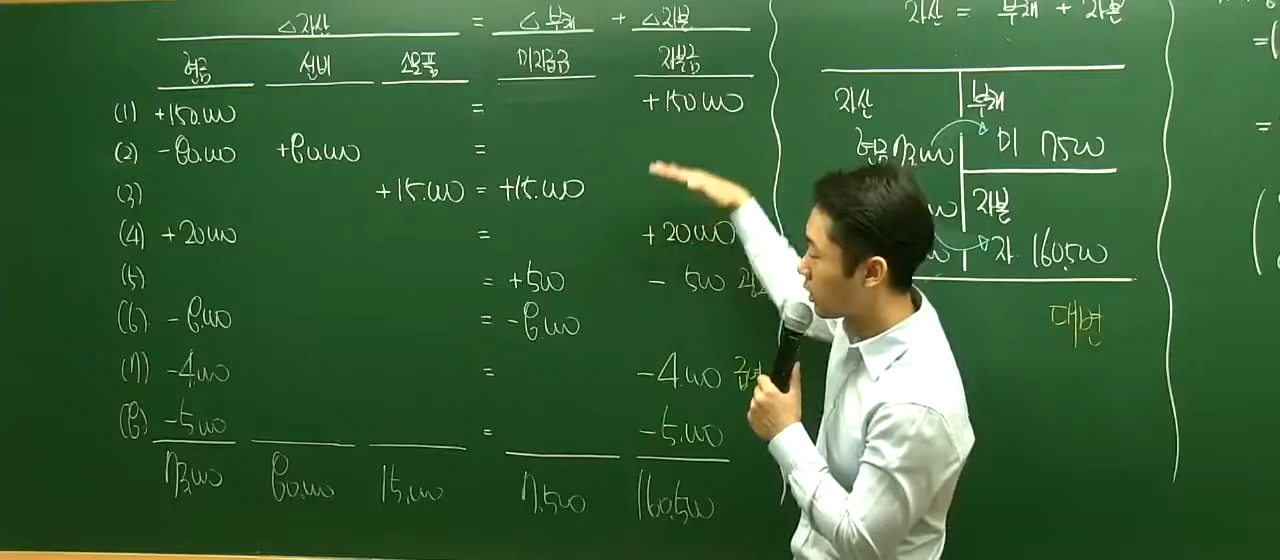 △자산 = △부채 + △자본
현금 설비 소모품 미지급금 자본금
(1) +150,000 = +150,000
(2) -80,000 +80,000 =
(3) +15,000 = +15,000
(4) +20,000 = +20,000
(5) = +500 - 500
(6) -8,000 = -8,000
(7) -4,000 = -4,000
(8) -5,000 = -5,000
73,000 80,000 15,000 7,500 160,500
자산 = 부채 + 자본
자산 부채
현금 73,000 미 7,500
자본
자 160,500
대변